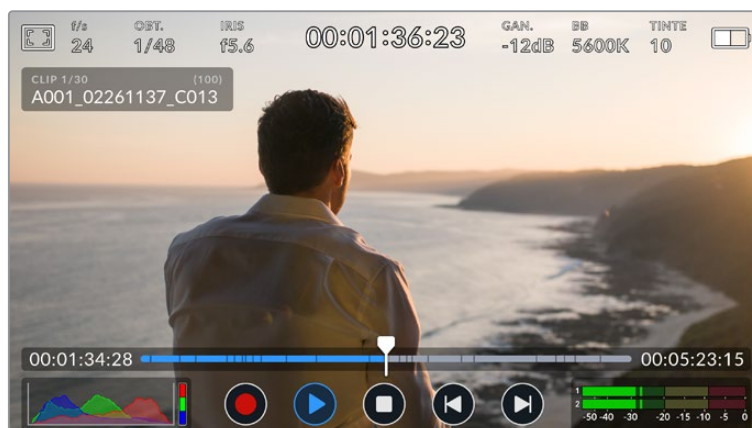 f/s OBT. IRIS 00:01:36:23 GAN. BB TINTE
24 1/48 f5.6 -12dB 5600K 10
CLIP 1/30 (100)
A001_02261137_C013
00:01:34:28 00:05:23:15
1
2
-50 -40 -30 -20 -15 -10 -5 0